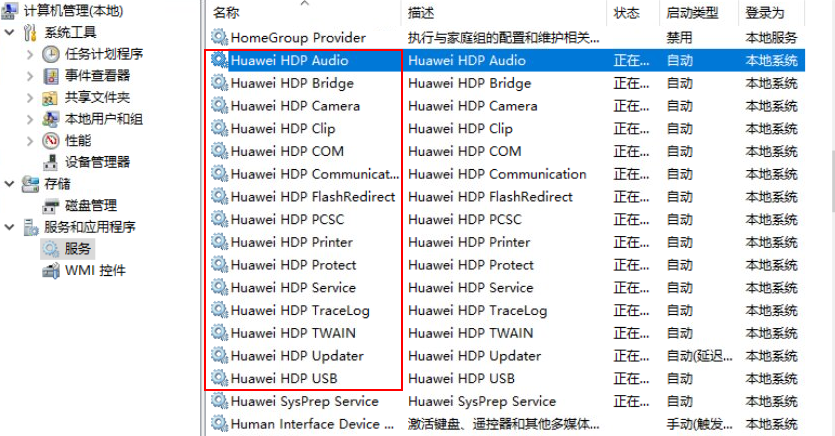 计算机管理(本地)
系统工具
任务计划程序
事件查看器
共享文件夹
本地用户和组
性能
设备管理器
存储
磁盘管理
服务和应用程序
服务
WMI 控件
名称 描述 状态 启动类型 登录为
HomeGroup Provider 执行与家庭组的配置和维护相关... 禁用 本地服务
Huawei HDP Audio Huawei HDP Audio 正在... 自动 本地系统
Huawei HDP Bridge Huawei HDP Bridge 正在... 自动 本地系统
Huawei HDP Camera Huawei HDP Camera 正在... 自动 本地系统
Huawei HDP Clip Huawei HDP Clip 正在... 自动 本地系统
Huawei HDP COM Huawei HDP COM 正在... 自动 本地系统
Huawei HDP Communicat... Huawei HDP Communication 正在... 自动 本地系统
Huawei HDP FlashRedirect Huawei HDP FlashRedirect 正在... 自动 本地系统
Huawei HDP PCSC Huawei HDP PCSC 正在... 自动 本地系统
Huawei HDP Printer Huawei HDP Printer 正在... 自动 本地系统
Huawei HDP Protect Huawei HDP Protect 正在... 自动 本地系统
Huawei HDP Service Huawei HDP Service 正在... 自动 本地系统
Huawei HDP TraceLog Huawei HDP TraceLog 正在... 自动 本地系统
Huawei HDP TWAIN Huawei HDP TWAIN 正在... 自动 本地系统
Huawei HDP Updater Huawei HDP Updater 正在... 自动(延迟... 本地系统
Huawei HDP USB Huawei HDP USB 正在... 自动 本地系统
Huawei SysPrep Service Huawei SysPrep Service 正在... 自动 本地系统
Human Interface Device ... 激活键盘、遥控器和其他多媒体... 手动(触发... 本地系统